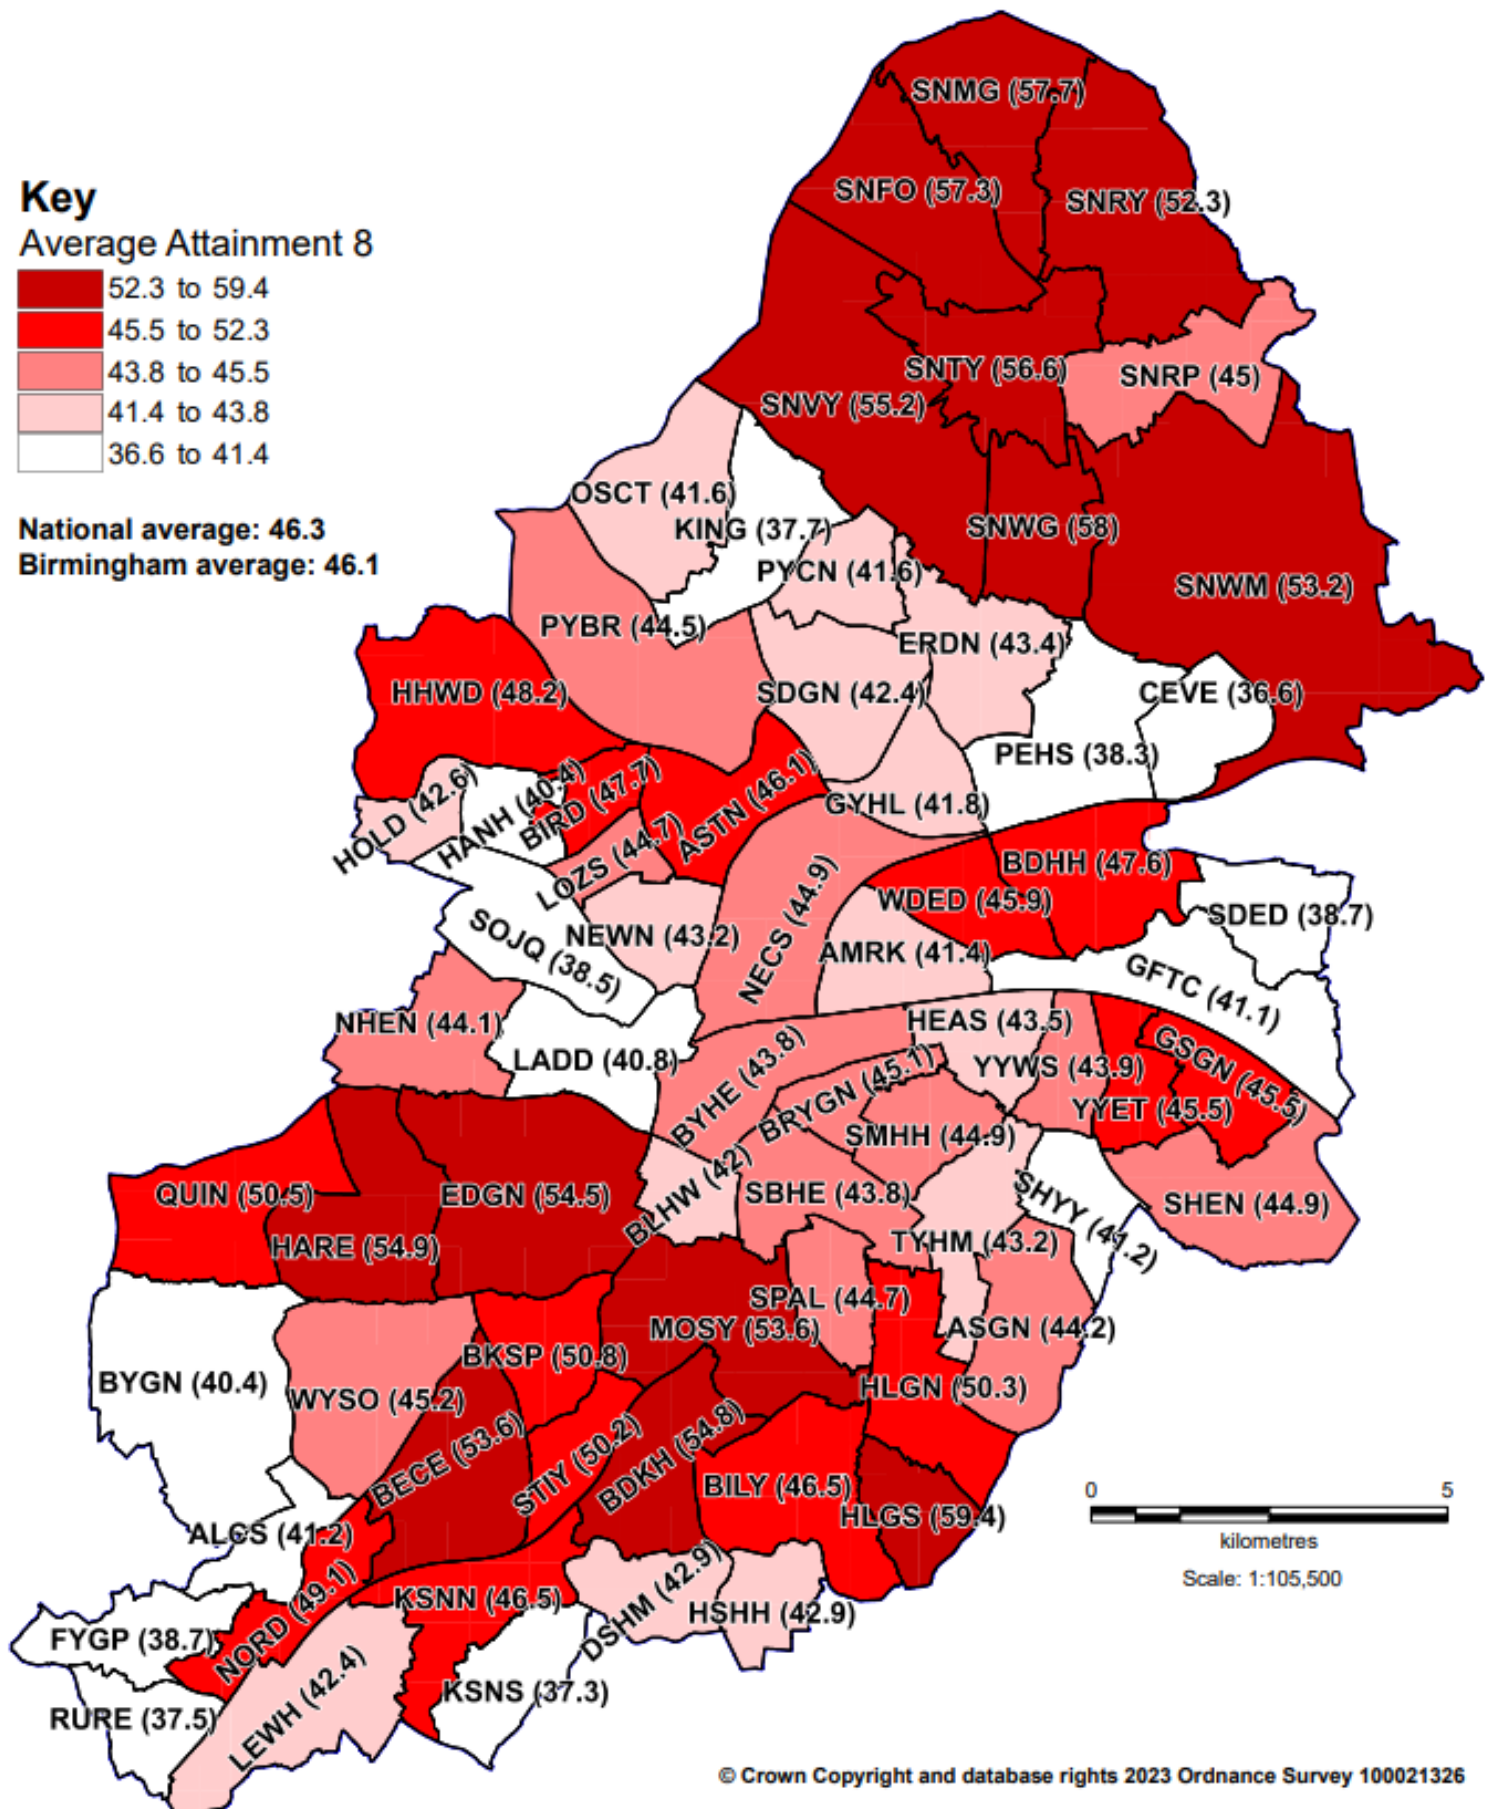 Key
Average Attainment 8
52.3 to 59.4
45.5 to 52.3
43.8 to 45.5
41.4 to 43.8
36.6 to 41.4
National average: 46.3
Birmingham average: 46.1
SNMG (57.7)
SNFO (57.3)
SNRY (52.3)
SNTY (56.6)
SNRP (45)
SNVY (55.2)
OSCT (41.6)
KING (37.7)
SNWG (58)
PYCN (41.6)
SNWM (53.2)
PYBR (44.5)
ERDN (43.4)
HHWD (48.2)
SDGN (42.4)
CEVE (36.6)
PEHS (38.3)
HOLD (42.6)
HANH (40.4)
BIRD (47.7)
ASTN (46.1)
GYHL (41.8)
LOZS (44.7)
BDHH (47.6)
WDED (45.9)
SDED (38.7)
SOJQ (38.5)
NEWN (43.2)
NECS (44.9)
AMRK (41.4)
GFTC (41.1)
NHEN (44.1)
LADD (40.8)
HEAS (43.5)
BYHE (43.8)
BRYGN (45.1)
YYWS (43.9)
GSGN (45.5)
YYET (45.5)
SMHH (44.9)
QUIN (50.5)
EDGN (54.5)
BLHW (42)
SBHE (43.8)
SHYY (41.2)
SHEN (44.9)
HARE (54.9)
TYHM (43.2)
SPAL (44.7)
MOSY (53.6)
ASGN (44.2)
BKSP (50.8)
BYGN (40.4)
WYSO (45.2)
HLGN (50.3)
BECE (53.6)
STIY (50.2)
BDKH (54.8)
BILY (46.5)
HLGS (59.4)
ALCS (41.2)
NORD (49.1)
KSNN (46.5)
DSHM (42.9)
HSHH (42.9)
FYGP (38.7)
KSNS (37.3)
RURE (37.5)
LEWH (42.4)
0 5
kilometres
Scale: 1:105,500
© Crown Copyright and database rights 2023 Ordnance Survey 100021326